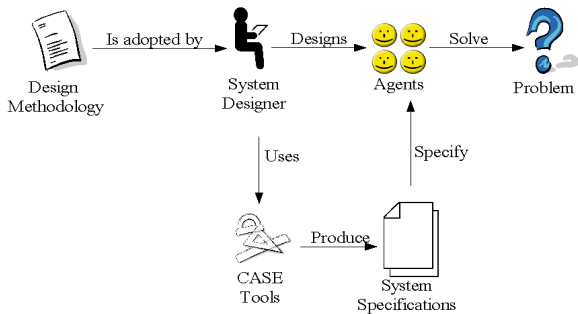 Is adopted by
Designs
Solve
Design
Methodology
System
Designer
Agents
Problem
Uses
Specify
Produce
CASE
Tools
System
Specifications